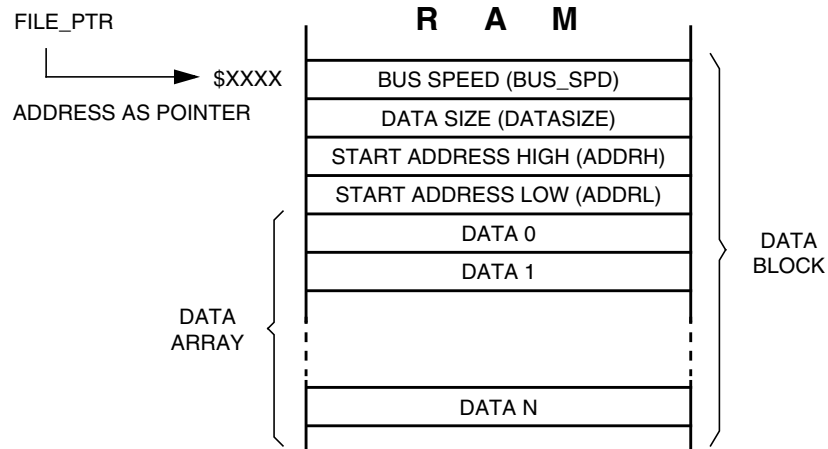 R A M
FILE_PTR
$XXXX
ADDRESS AS POINTER
BUS SPEED (BUS_SPD)
DATA SIZE (DATASIZE)
START ADDRESS HIGH (ADDRH)
START ADDRESS LOW (ADDRL)
DATA 0
DATA 1
DATA N
DATA
ARRAY
DATA
BLOCK